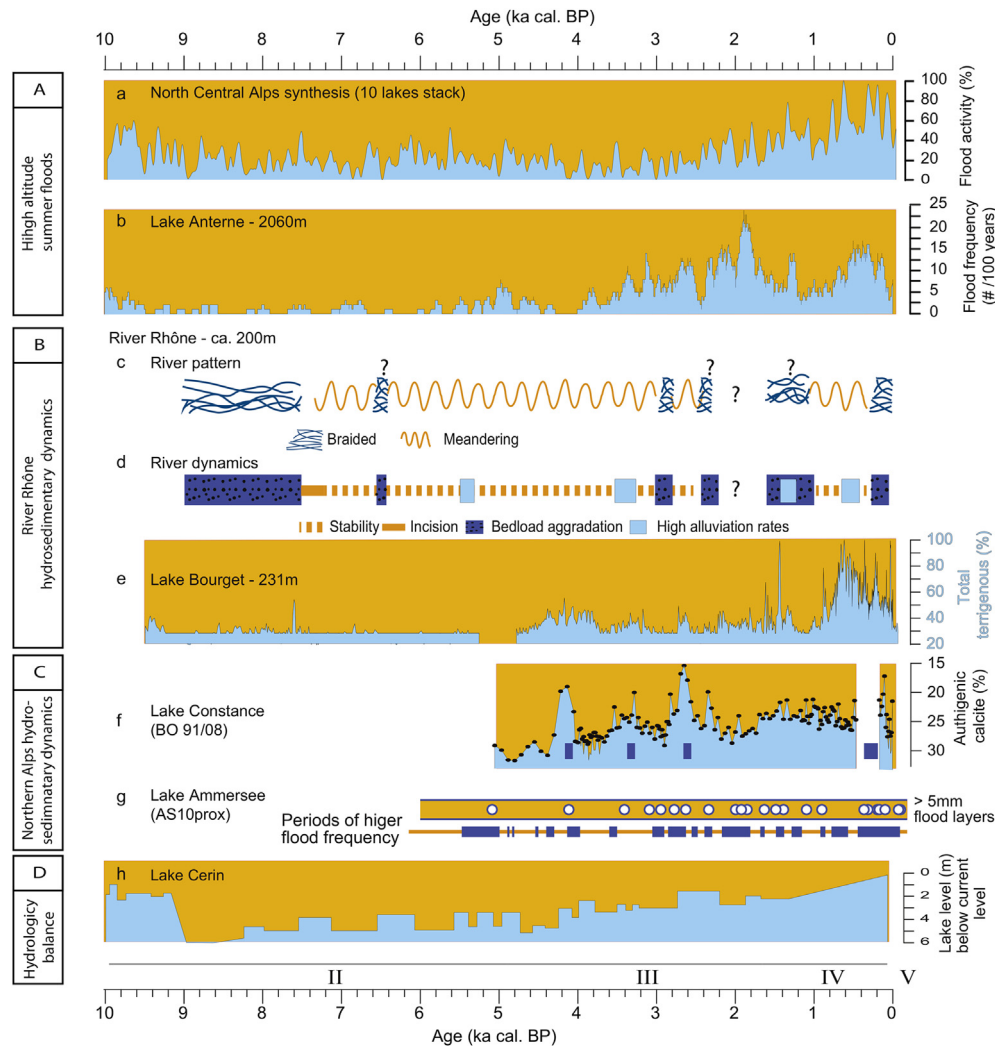 Age (ka cal. BP)
10 9 8 7 6 5 4 3 2 1 0
A
Hihgh altitude
summer floods
a North Central Alps synthesis (10 lakes stack)
100
80
60
40
20
0
Flood activity (%)
b Lake Anterne - 2060m
25
20
15
10
5
0
Flood frequency
(# /100 years)
B
River Rhône
hydrosedimentary dynamics
River Rhône - ca. 200m
c River pattern
? ? ? ?
Braided Meandering
d River dynamics
?
Stability Incision Bedload aggradation High alluviation rates
e Lake Bourget - 231m
100
80
60
40
20
Total
terrigenous (%)
C
Northern Alps hydro-
sedimnatary dynamics
f Lake Constance
(BO 91/08)
15
20
25
30
Authigenic
calcite (%)
g Lake Ammersee
(AS10prox)
> 5mm
flood layers
Periods of higer
flood frequency
D
Hydrologicy
balance
h Lake Cerin
0
2
4
6
Lake level (m)
below current
level
II III IV V
10 9 8 7 6 5 4 3 2 1 0
Age (ka cal. BP)